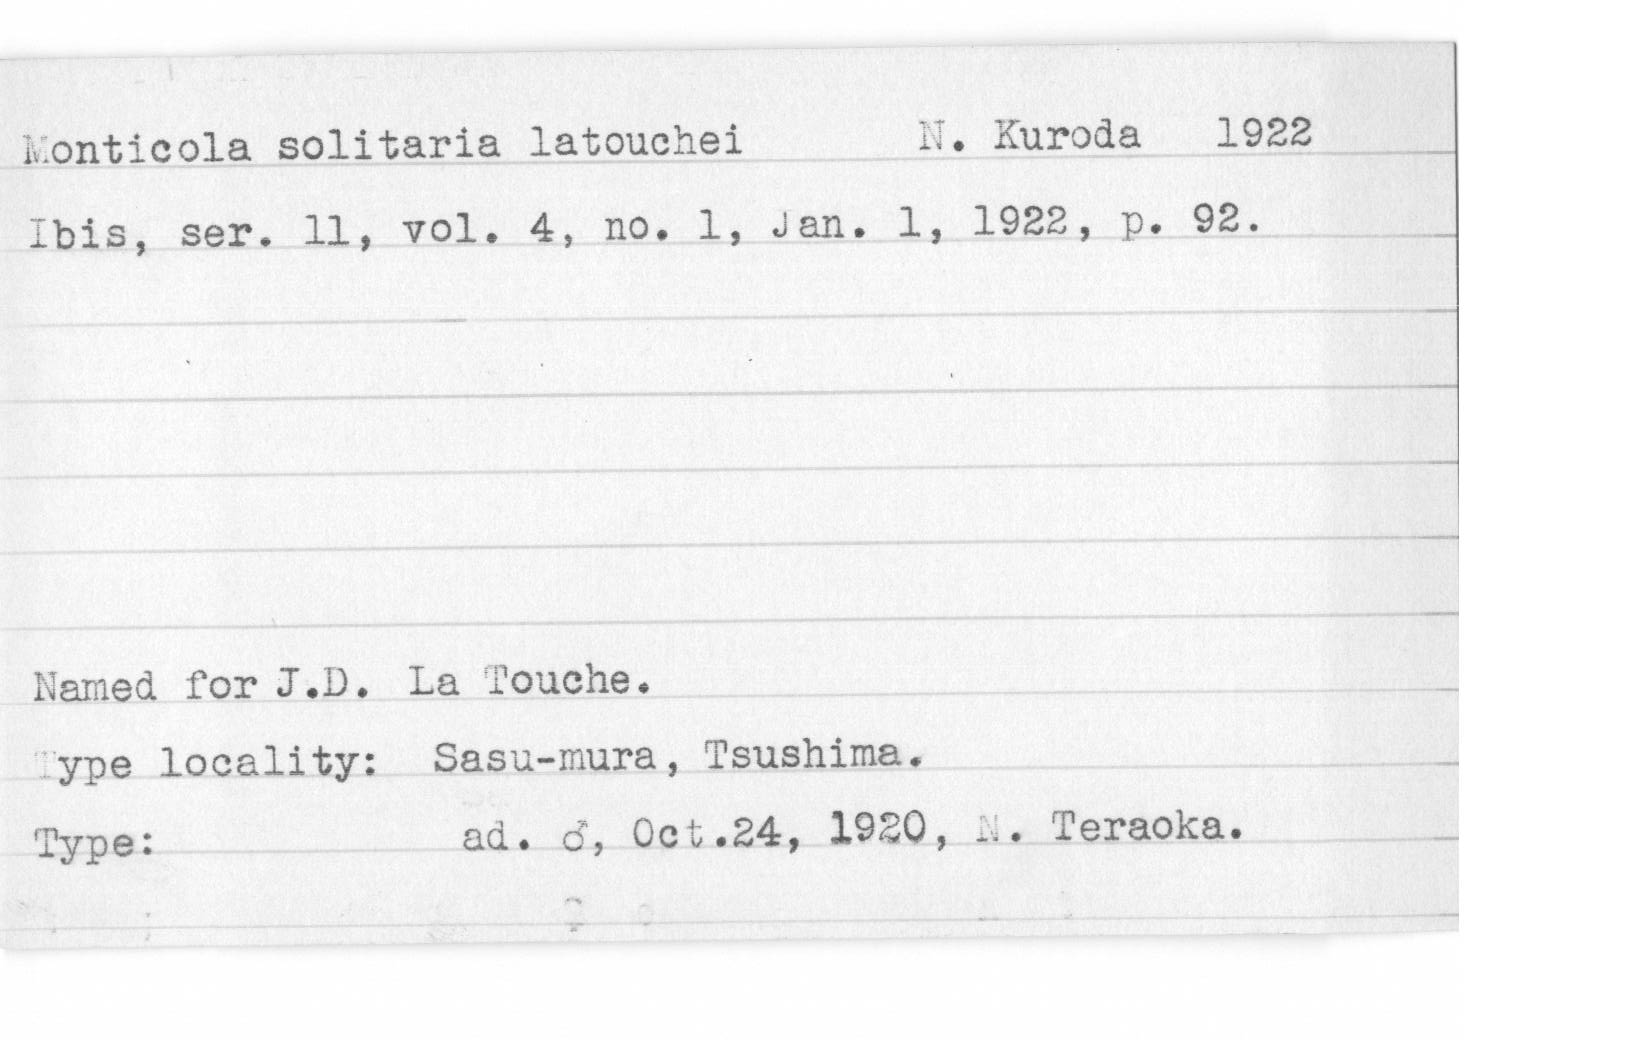 Monticola solitaria latouchei N. Kuroda 1922
Ibis, ser. 11, vol. 4, no. 1, Jan. 1, 1922, p. 92.
Named for J.D. La Touche.
Type locality: Sasu-mura, Tsushima.
Type: ad. ♂, Oct.24, 1920, N. Teraoka.